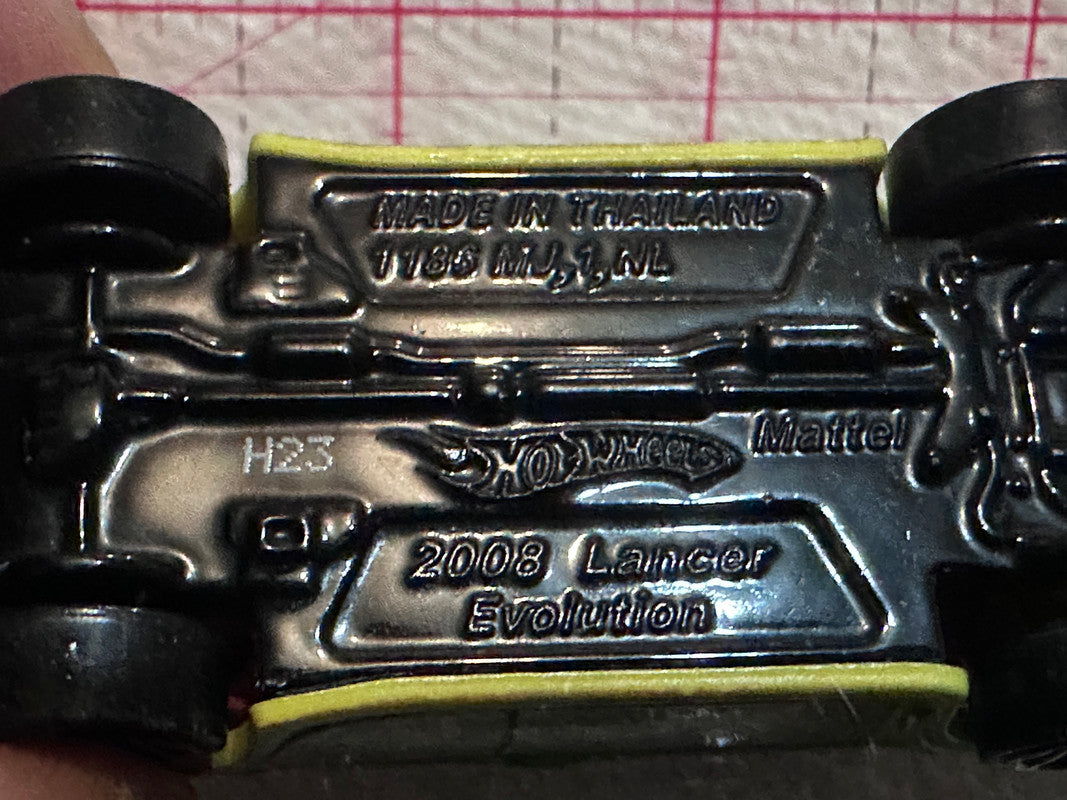 MADE IN THAILAND
1186 MJ,1,NL
H23
HOT WHEELS
Mattel
2008 Lancer
Evolution